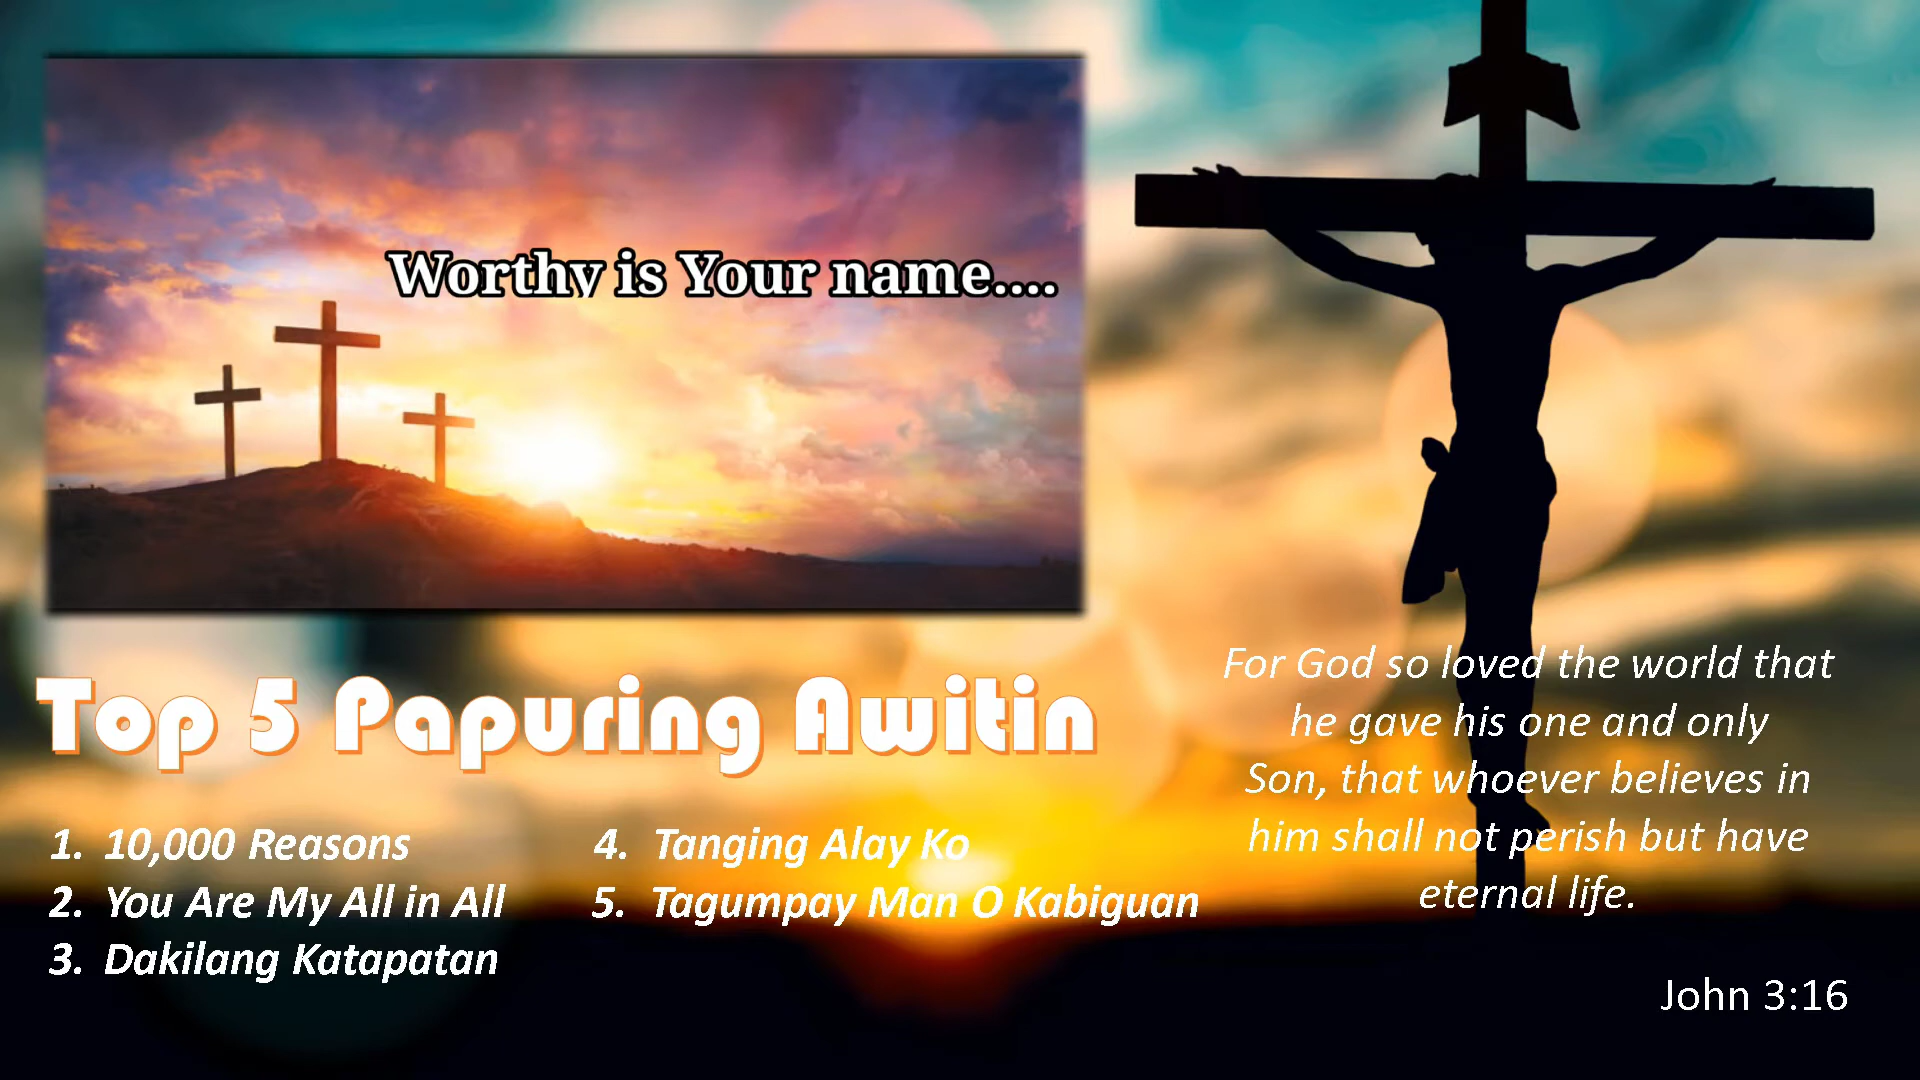 Worthy is Your name....
Top 5 Papuring Awitin
1. 10,000 Reasons
2. You Are My All in All
3. Dakilang Katapatan
4. Tanging Alay Ko
5. Tagumpay Man O Kabiguan
For God so loved the world that
he gave his one and only
Son, that whoever believes in
him shall not perish but have
eternal life.
John 3:16